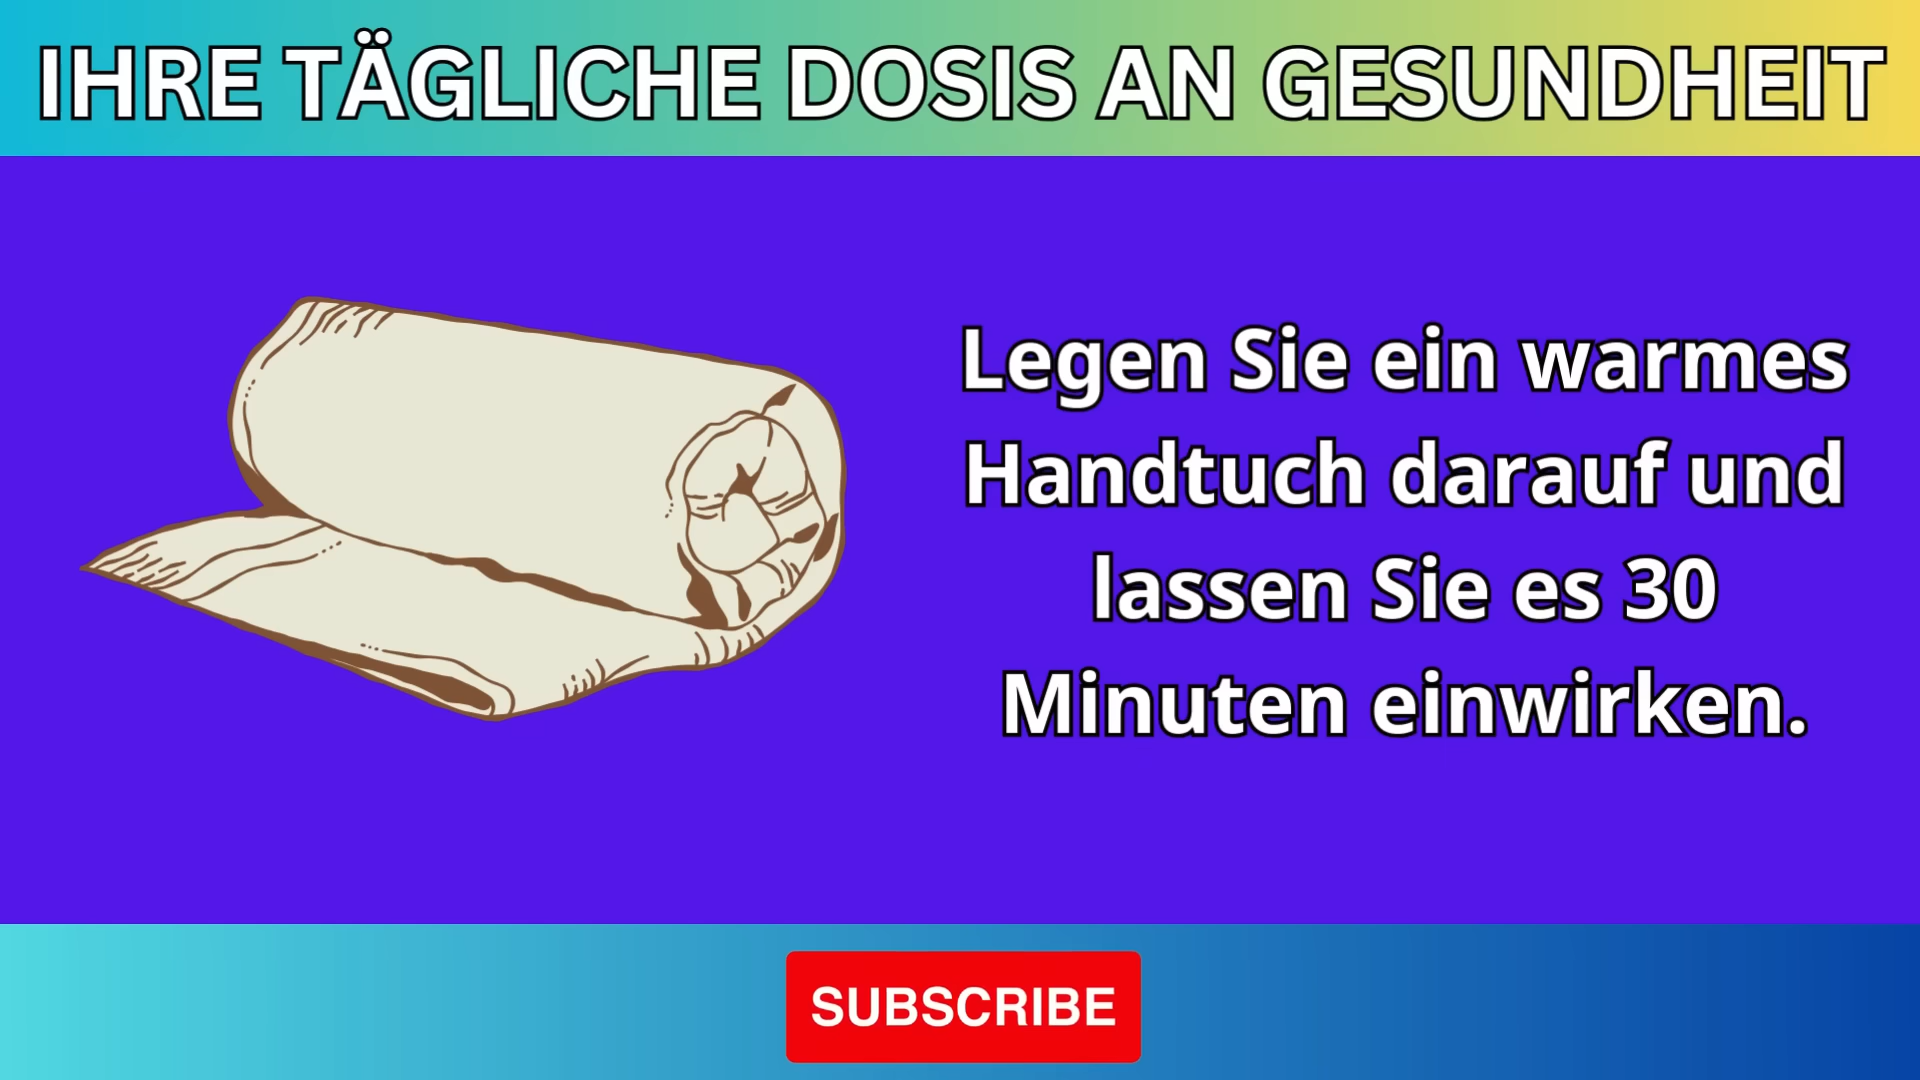 IHRE TÄGLICHE DOSIS AN GESUNDHEIT
Legen Sie ein warmes
Handtuch darauf und
lassen Sie es 30
Minuten einwirken.
SUBSCRIBE